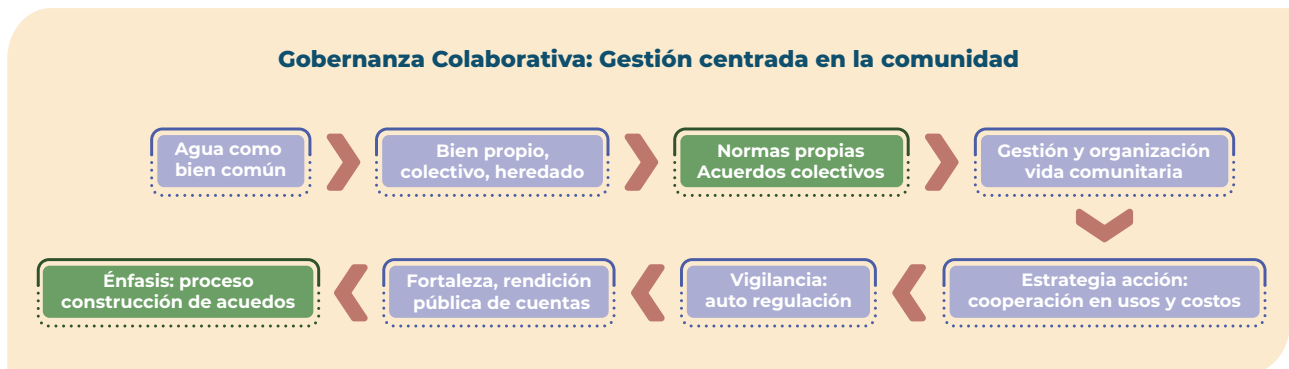 Gobernanza Colaborativa: Gestión centrada en la comunidad
Agua como
bien común
Bien propio,
colectivo, heredado
Normas propias
Acuerdos colectivos
Gestión y organización
vida comunitaria
Estrategia acción:
cooperación en usos y costos
Vigilancia:
auto regulación
Fortaleza, rendición
pública de cuentas
Énfasis: proceso
construcción de acuedos